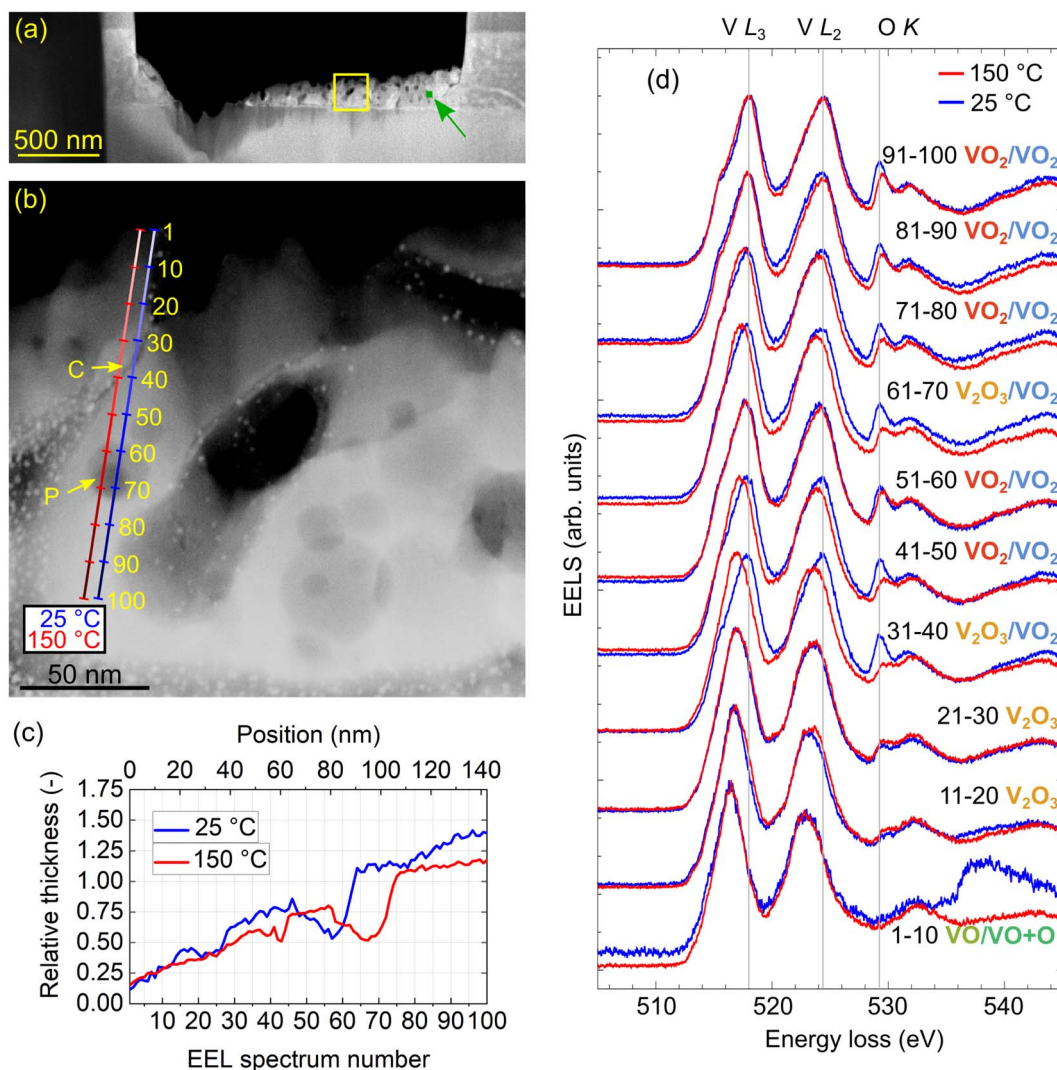 (a)
500 nm
(b)
1
10
20
30
C
40
50
60
P
70
80
90
100
25 °C
150 °C
50 nm
(c)
Position (nm)
0 20 40 60 80 100 120 140
1.75
1.50
1.25
1.00
0.75
0.50
0.25
0.00
Relative thickness (-)
25 °C
150 °C
0 10 20 30 40 50 60 70 80 90 100
EEL spectrum number
V L₃ V L₂ O K
(d)
150 °C
25 °C
91-100 VO₂/VO₂
81-90 VO₂/VO₂
71-80 VO₂/VO₂
61-70 V₂O₃/VO₂
51-60 VO₂/VO₂
41-50 VO₂/VO₂
31-40 V₂O₃/VO₂
21-30 V₂O₃
11-20 V₂O₃
1-10 VO/VO+O
EELS (arb. units)
510 520 530 540
Energy loss (eV)